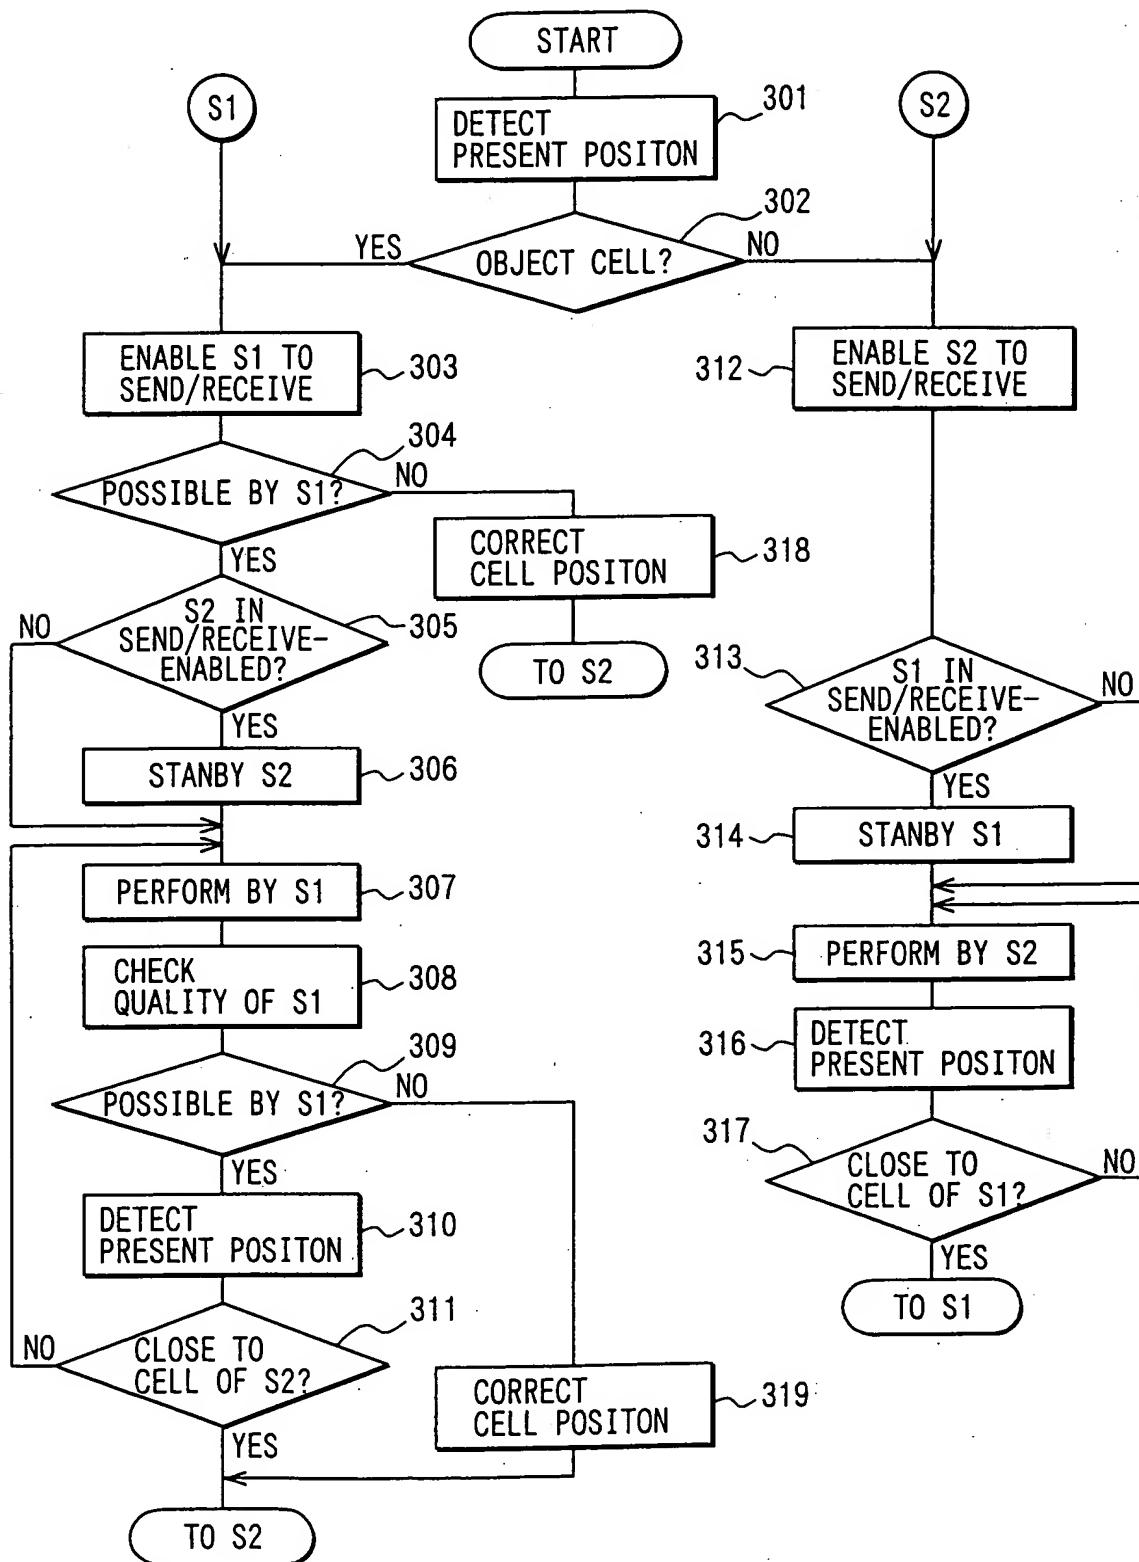 START
S1
S2
301
DETECT
PRESENT POSITON
302
YES
OBJECT CELL?
NO
ENABLE S1 TO
SEND/RECEIVE
303
312
ENABLE S2 TO
SEND/RECEIVE
304
POSSIBLE BY S1?
NO
YES
CORRECT
CELL POSITON
318
TO S2
NO
S2 IN
SEND/RECEIVE-
ENABLED?
305
YES
313
S1 IN
SEND/RECEIVE-
ENABLED?
NO
YES
STANBY S2
306
314
STANBY S1
PERFORM BY S1
307
315
PERFORM BY S2
CHECK
QUALITY OF S1
308
316
DETECT
PRESENT POSITON
309
POSSIBLE BY S1?
NO
YES
317
CLOSE TO
CELL OF S1?
NO
YES
TO S1
DETECT
PRESENT POSITON
310
311
NO
CLOSE TO
CELL OF S2?
YES
CORRECT
CELL POSITON
319
TO S2